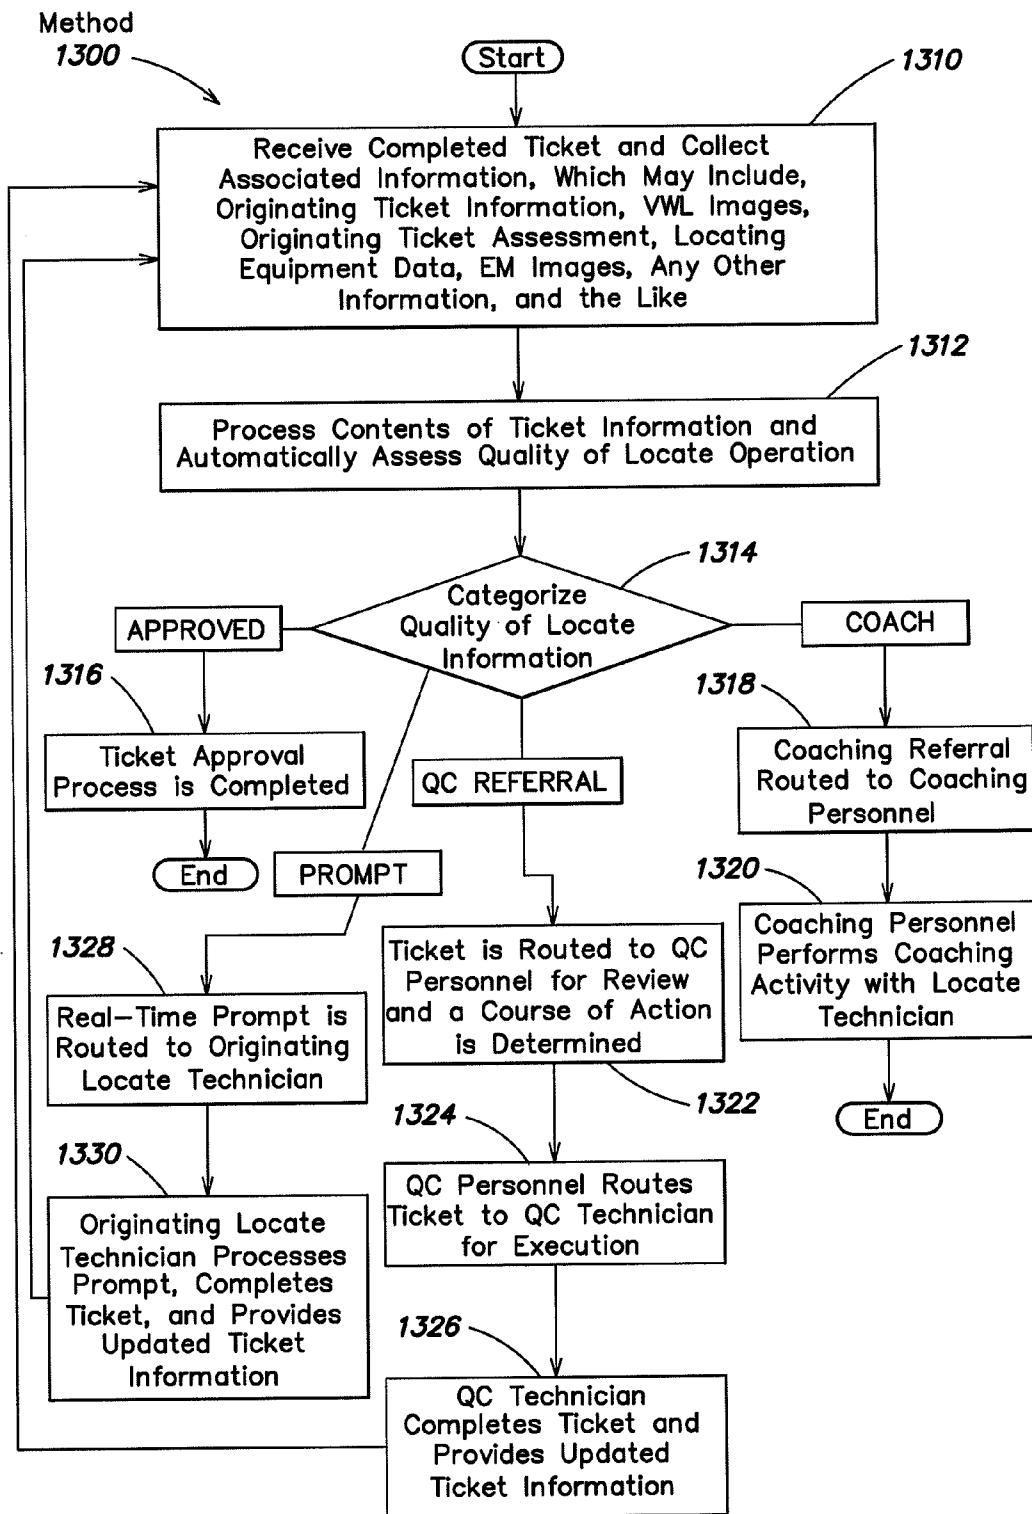 Method
1300
Start
1310
Receive Completed Ticket and Collect
Associated Information, Which May Include,
Originating Ticket Information, VWL Images,
Originating Ticket Assessment, Locating
Equipment Data, EM Images, Any Other
Information, and the Like
1312
Process Contents of Ticket Information and
Automatically Assess Quality of Locate Operation
1314
Categorize
Quality of Locate
Information
APPROVED
COACH
1316
Ticket Approval
Process is Completed
End
QC REFERRAL
PROMPT
1318
Coaching Referral
Routed to Coaching
Personnel
1320
Coaching Personnel
Performs Coaching
Activity with Locate
Technician
End
1328
Real-Time Prompt is
Routed to Originating
Locate Technician
Ticket is Routed to QC
Personnel for Review
and a Course of Action
is Determined
1322
1324
QC Personnel Routes
Ticket to QC Technician
for Execution
1330
Originating Locate
Technician Processes
Prompt, Completes
Ticket, and Provides
Updated Ticket
Information
1326
QC Technician
Completes Ticket and
Provides Updated
Ticket Information